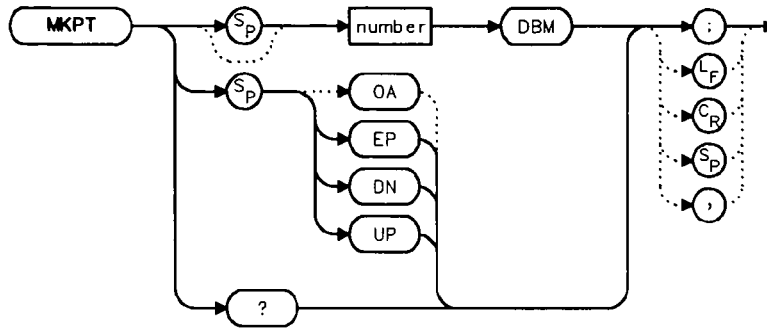 MKPT SP number DBM ;
SP OA LF
EP CR
DN SP
UP ,
?